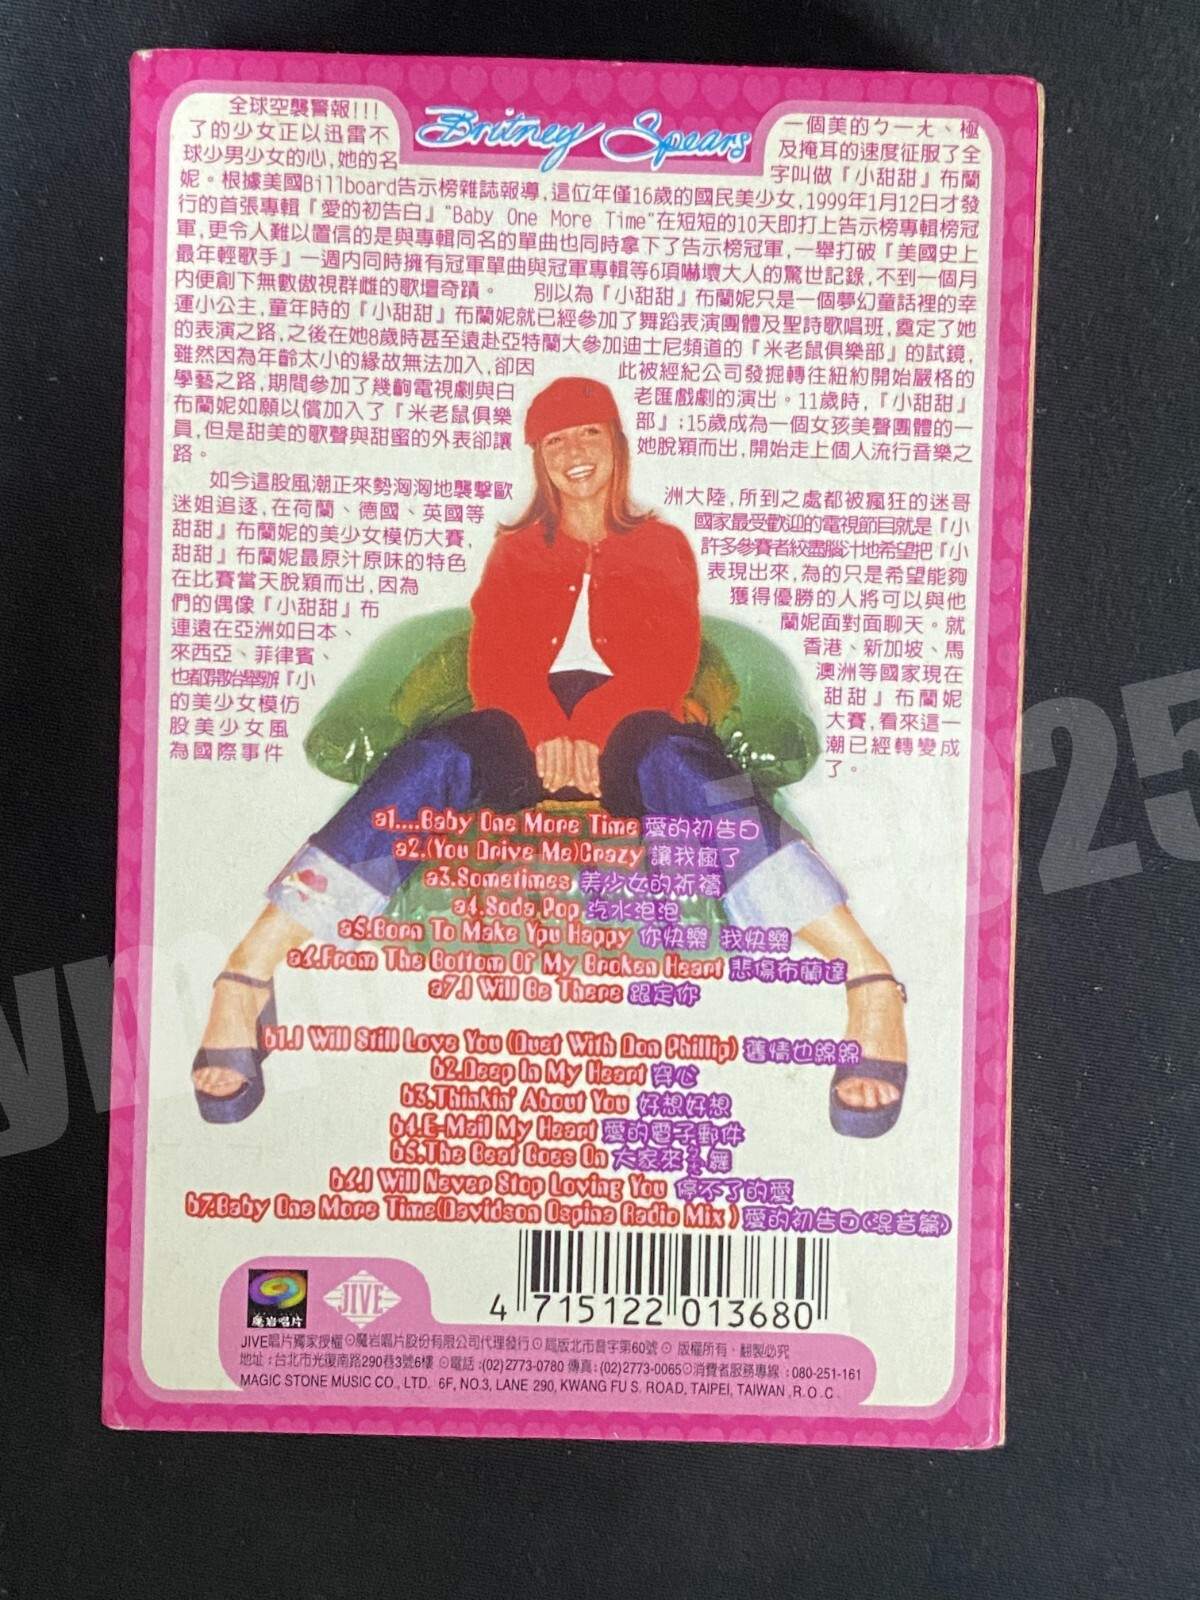 Britney Spears
全球空襲警報!!! 一個美的ㄅㄧㄤ、極
了的少女正以迅雷不 及掩耳的速度征服了全
球少男少女的心,她的名 字叫做『小甜甜』布蘭
妮。根據美國Billboard告示榜雜誌報導,這位年僅16歲的國民美少女,1999年1月12日才發
行的首張專輯『愛的初告白』"Baby One More Time"在短短的10天即打上告示榜專輯榜冠
軍,更令人難以置信的是與專輯同名的單曲也同時拿下了告示榜冠軍,一舉打破『美國史上
最年輕歌手』一週內同時擁有冠軍單曲與冠軍專輯等6項嚇壞大人的驚世記錄,不到一個月
內便創下無數傲視群雌的歌壇奇蹟。 別以為『小甜甜』布蘭妮只是一個夢幻童話裡的幸
運小公主,童年時的『小甜甜』布蘭妮就已經參加了舞蹈表演團體及聖詩歌唱班,奠定了她
的表演之路,之後在她8歲時甚至遠赴亞特蘭大參加迪士尼頻道的『米老鼠俱樂部』的試鏡,
雖然因為年齡太小的緣故無法加入,卻因 此被經紀公司發掘轉往紐約開始嚴格的
學藝之路,期間參加了幾齣電視劇與白 老匯戲劇的演出。11歲時,『小甜甜』
布蘭妮如願以償加入了『米老鼠俱樂 部』;15歲成為一個女孩美聲團體的一
員,但是甜美的歌聲與甜蜜的外表卻讓 她脫穎而出,開始走上個人流行音樂之
路。
如今這股風潮正來勢洶洶地襲擊歐 洲大陸,所到之處都被瘋狂的迷哥
迷姐追逐,在荷蘭、德國、英國等 國家最受歡迎的電視節目就是『小
甜甜』布蘭妮的美少女模仿大賽, 許多參賽者絞盡腦汁地希望把『小
甜甜』布蘭妮最原汁原味的特色 表現出來,為的只是希望能夠
在比賽當天脫穎而出,因為 獲得優勝的人將可以與他
們的偶像『小甜甜』布 蘭妮面對面聊天。就
連遠在亞洲如日本、 香港、新加坡、馬
來西亞、菲律賓、 澳洲等國家現在
也都開始舉辦『小 甜甜』布蘭妮
的美少女模仿 大賽,看來這一
股美少女風 潮已經轉變成
為國際事件 了。
a1....Baby One More Time 愛的初告白
a2.(You Drive Me)Crazy 讓我瘋了
a3.Sometimes 美少女的祈禱
a4.Soda Pop 汽水泡泡
a5.Born To Make You Happy 你快樂 我快樂
a6.From The Bottom Of My Broken Heart 悲傷布蘭達
a7.I Will Be There 跟定你
b1.I Will Still Love You (Duet With Don Phillip) 舊情也綿綿
b2.Deep In My Heart 穿心
b3.Thinkin' About You 好想好想
b4.E-Mail My Heart 愛的電子郵件
b5.The Beat Goes On 大家來ㄆㄤ舞
b6.I Will Never Stop Loving You 停不了的愛
b7.Baby One More Time(Davidson Ospina Radio Mix) 愛的初告白(混音篇)
4 715122 013680
魔岩唱片
JIVE
JIVE唱片獨家授權⊙魔岩唱片股份有限公司代理發行⊙局版北市音字第60號⊙版權所有、翻製必究
地址:台北市光復南路290巷3號6樓 ⊙電話:(02)2773-0780 傳真:(02)2773-0065⊙消費者服務專線:080-251-161
MAGIC STONE MUSIC CO., LTD. 6F, NO.3, LANE 290, KWANG FU S. ROAD, TAIPEI, TAIWAN,R.O.C.